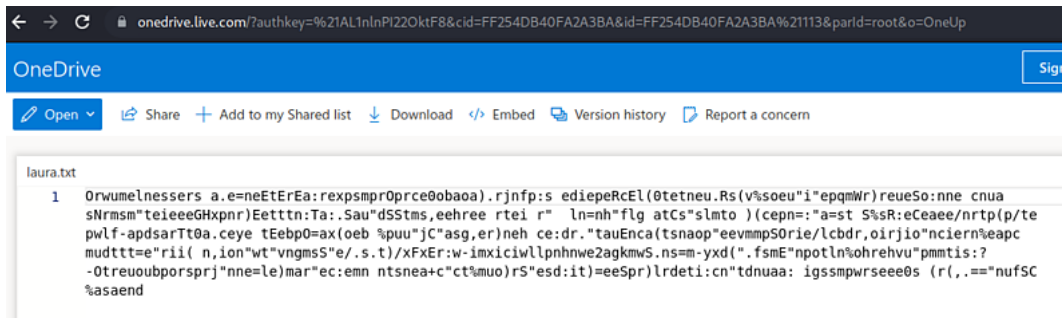 onedrive.live.com/?authkey=%21AL1nlnPI22OktF8&cid=FF254DB40FA2A3BA&id=FF254DB40FA2A3BA%21113&parId=root&o=OneUp
OneDrive
Open Share Add to my Shared list Download Embed Version history Report a concern
laura.txt
1 Orwumelnessers a.e=neEtErEa:rexpsmprOprce0obaoa).rjnfp:s ediepeRcEl(0tetneu.Rs(v%soeu"i"epqmWr)reueSo:nne cnua
sNrmsm"teieeeGHxpnr)Eetttn:Ta:.Sau"dSStms,eehree rtei r"  ln=nh"flg atCs"slmto )(cepn=:"a=st S%sR:eCeaee/nrtp(p/te
pwlf-apdsarTt0a.ceye tEebpO=ax(oeb %puu"jC"asg,er)neh ce:dr."tauEnca(tsnaop"eevmmpSOrie/lcbdr,oirjio"nciern%eapc
mudttt=e"rii( n,ion"wt"vngmsS"e/.s.t)/xFxEr:w-imxiciwllpnhnwe2agkmwS.ns=m-yxd(".fsmE"npotln%ohrehvu"pmmtis:?
-Otreuoubporsprj"nne=le)mar"ec:emn ntsnea+c"ct%muo)rS"esd:it)=eeSpr)lrdeti:cn"tdnuaa: igssmpwrseee0s (r(,.=="nufSC
%asaend